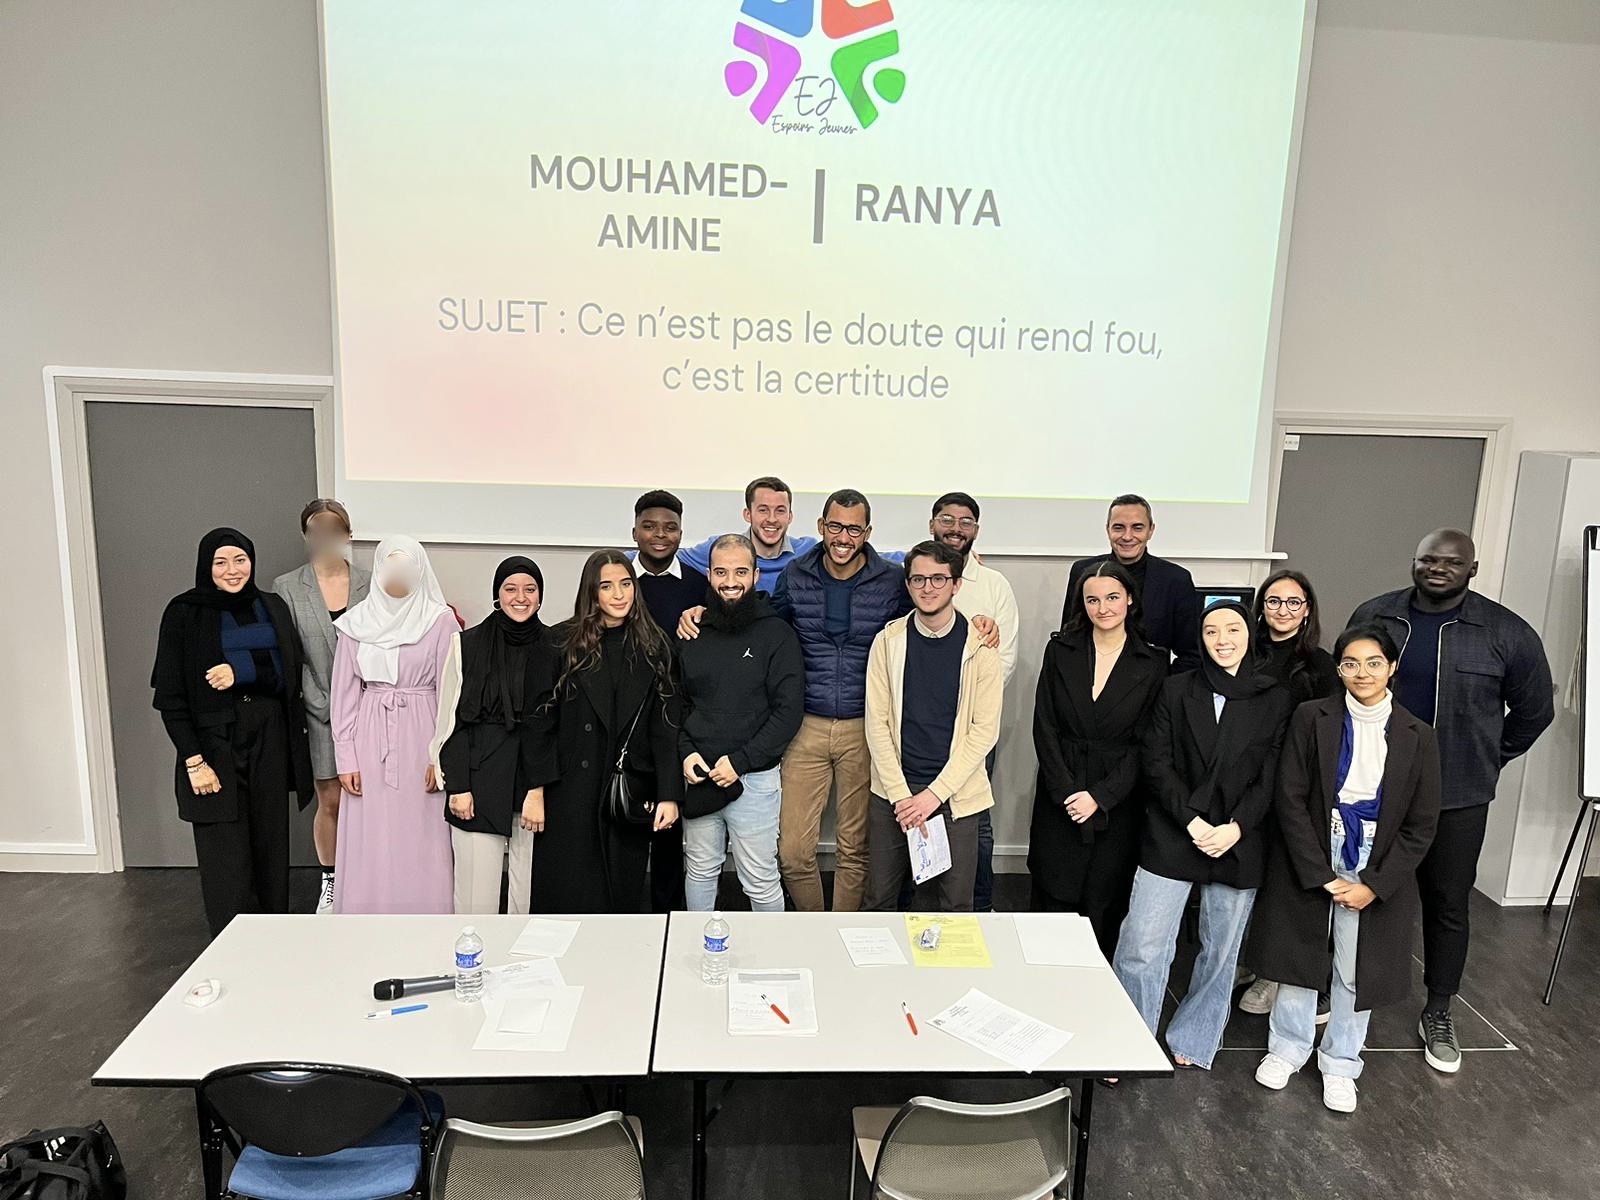 EJ
Espoirs Jeunes
MOUHAMED-
AMINE
RANYA
SUJET : Ce n'est pas le doute qui rend fou,
c'est la certitude